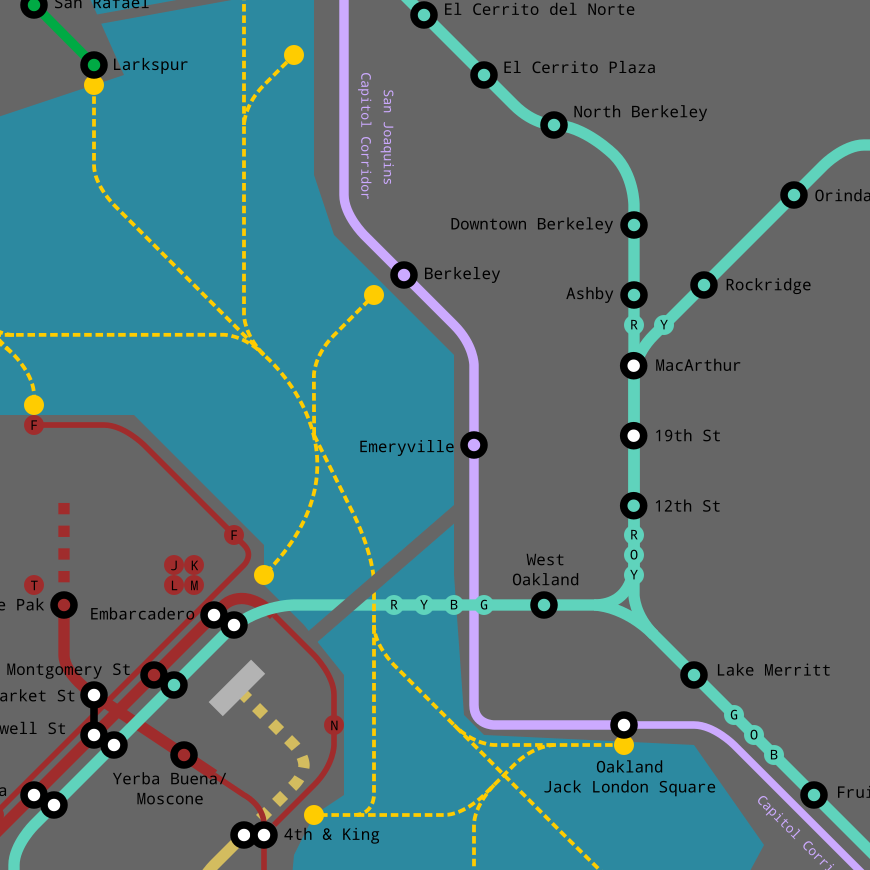 San Rafael
Larkspur
El Cerrito del Norte
El Cerrito Plaza
North Berkeley
San Joaquins
Capitol Corridor
Downtown Berkeley
Orinda
Berkeley
Ashby
Rockridge
R
Y
MacArthur
F
19th St
Emeryville
12th St
F
R
O
Y
J
K
L
M
T
West
Oakland
e Pak
Embarcadero
R
Y
B
G
Montgomery St
Lake Merritt
arket St
well St
N
G
O
B
Yerba Buena/
Moscone
Oakland
Jack London Square
a
Frui
4th & King
Capitol Corri